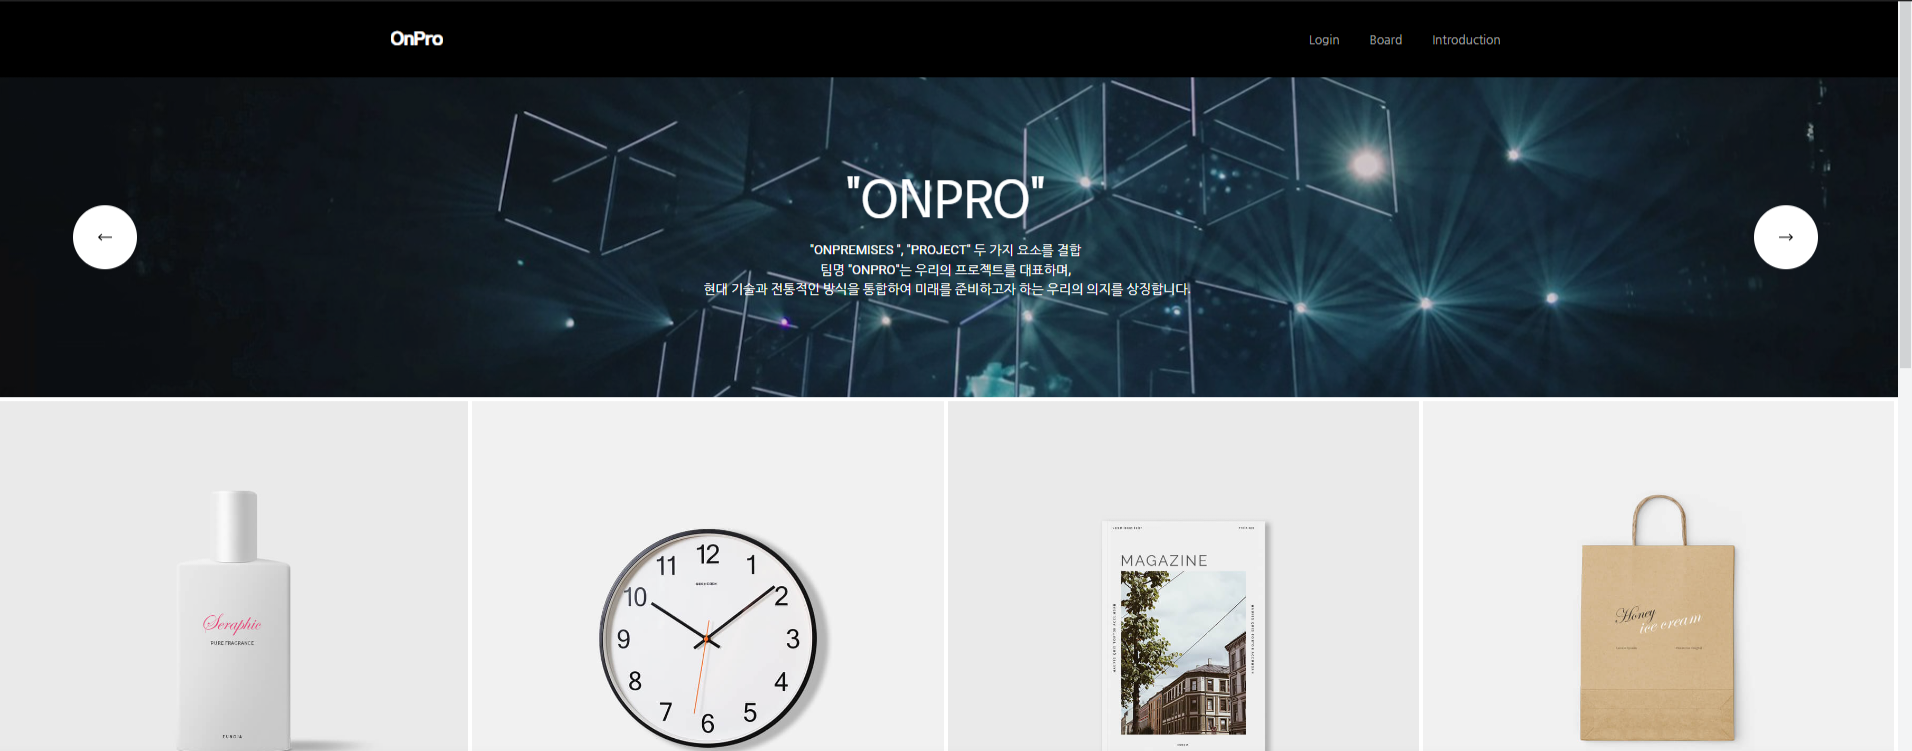 OnPro
Login Board Introduction
"ONPRO"
"ONPREMISES ", "PROJECT" 두 가지 요소를 결합
팀명 "ONPRO"는 우리의 프로젝트를 대표하며,
현대 기술과 전통적인 방식을 통합하여 미래를 준비하고자 하는 우리의 의지를 상징합니다.
←
→
Seraphic
PURE FRAGRANCE
12
11 1
10 2
9 3
8 4
7 5
6
MAGAZINE
Honey
ice cream